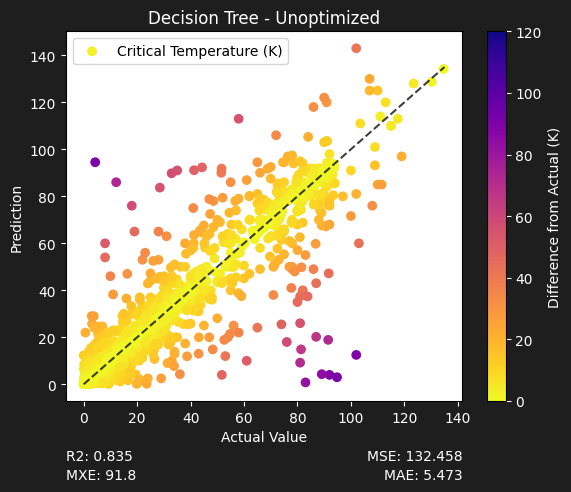 Decision Tree - Unoptimized
Critical Temperature (K)
Prediction
140
120
100
80
60
40
20
0
0 20 40 60 80 100 120 140
Actual Value
120
100
80
60
40
20
0
Difference from Actual (K)
R2: 0.835 MSE: 132.458
MXE: 91.8 MAE: 5.473